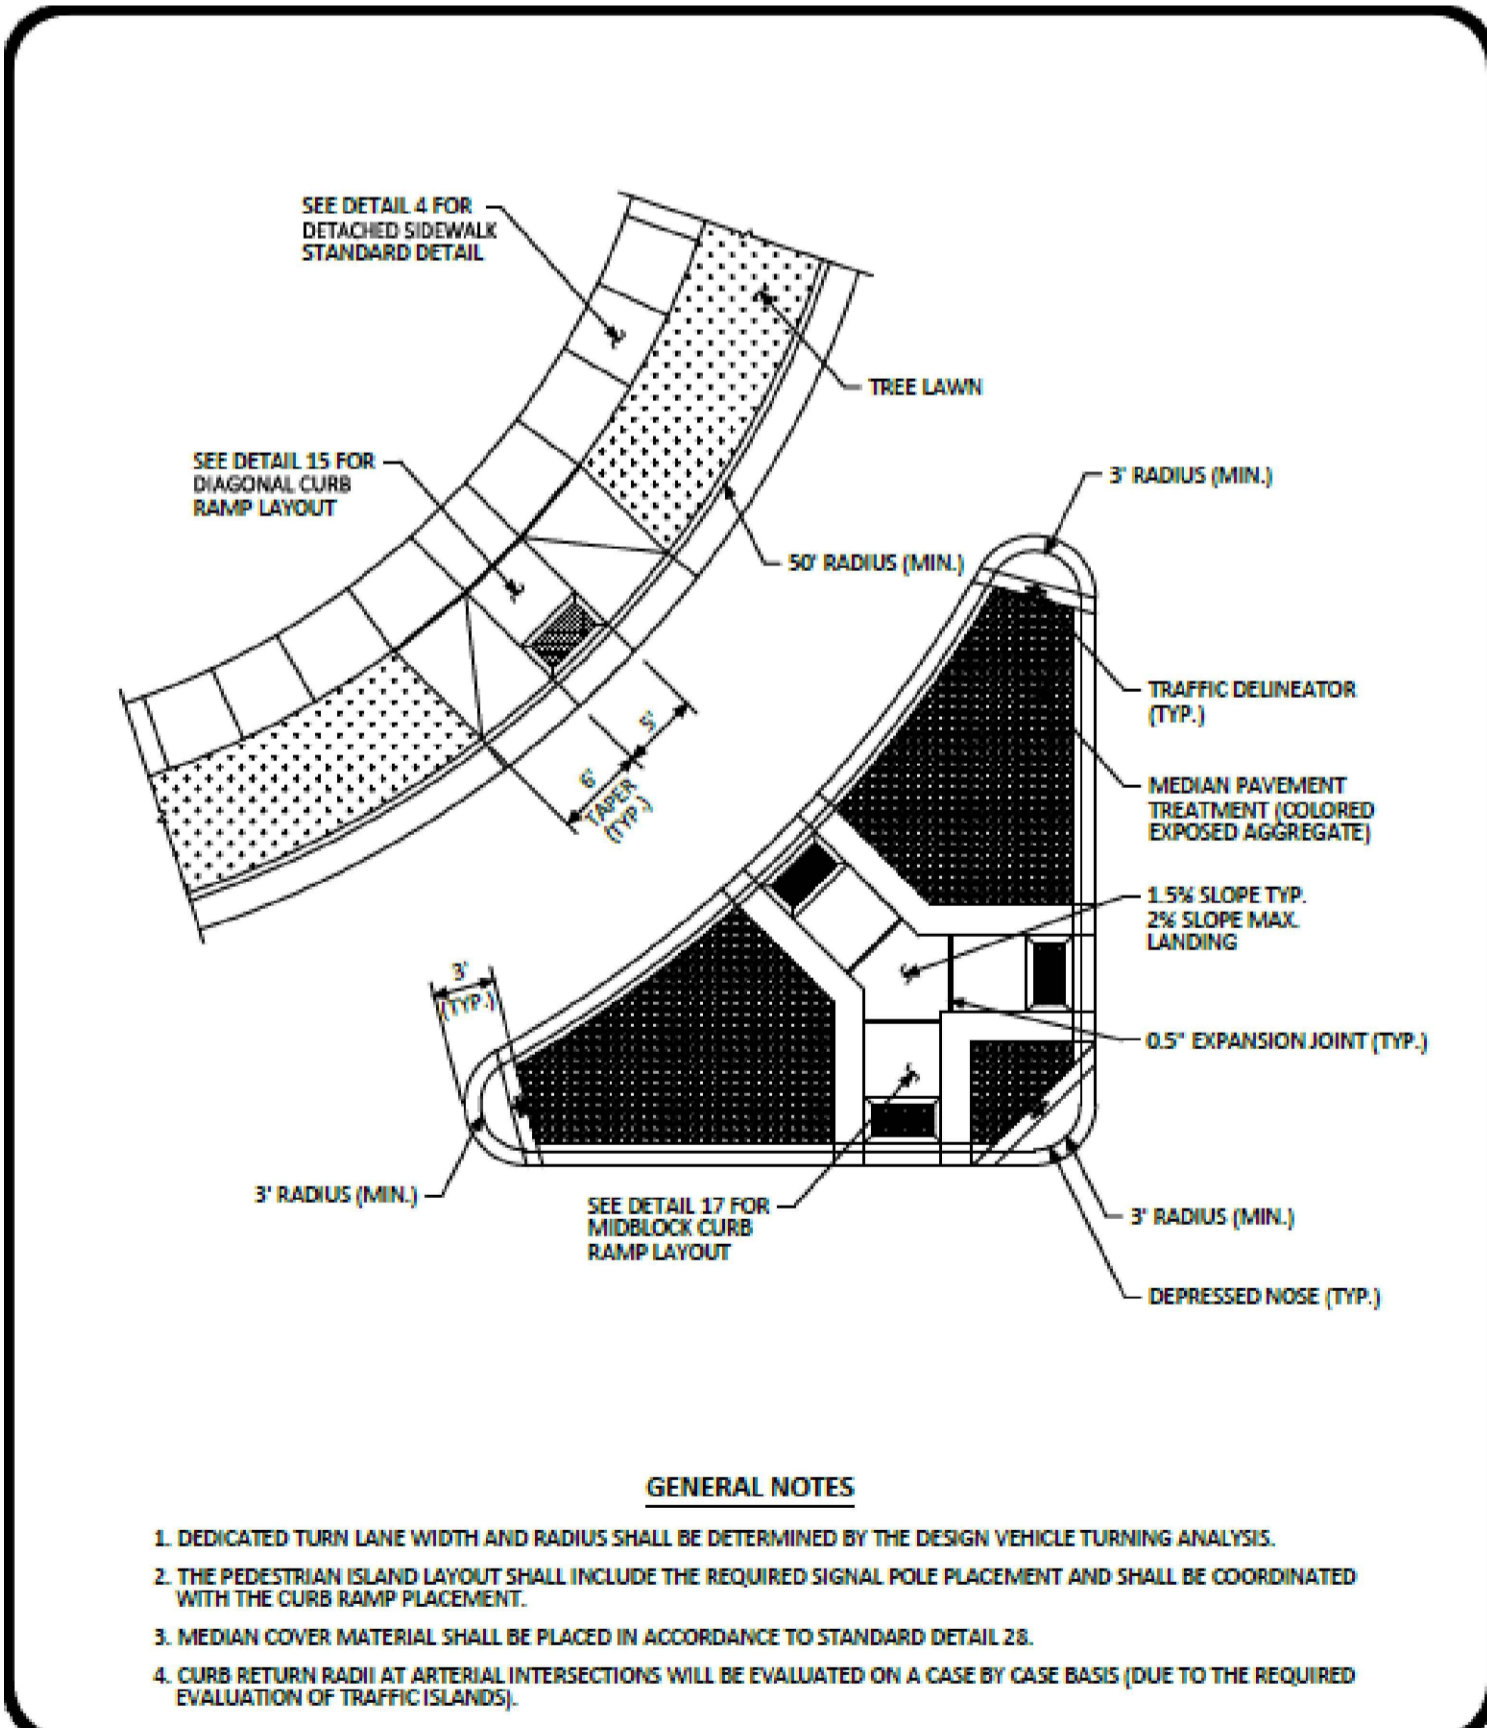 SEE DETAIL 4 FOR
DETACHED SIDEWALK
STANDARD DETAIL
TREE LAWN
SEE DETAIL 15 FOR
DIAGONAL CURB
RAMP LAYOUT
3' RADIUS (MIN.)
50' RADIUS (MIN.)
5'
6'
TAPER
(TYP.)
TRAFFIC DELINEATOR
(TYP.)
MEDIAN PAVEMENT
TREATMENT (COLORED
EXPOSED AGGREGATE)
1.5% SLOPE TYP.
2% SLOPE MAX.
LANDING
3'
(TYP.)
0.5" EXPANSION JOINT (TYP.)
3' RADIUS (MIN.)
SEE DETAIL 17 FOR
MIDBLOCK CURB
RAMP LAYOUT
3' RADIUS (MIN.)
DEPRESSED NOSE (TYP.)
GENERAL NOTES
1. DEDICATED TURN LANE WIDTH AND RADIUS SHALL BE DETERMINED BY THE DESIGN VEHICLE TURNING ANALYSIS.
2. THE PEDESTRIAN ISLAND LAYOUT SHALL INCLUDE THE REQUIRED SIGNAL POLE PLACEMENT AND SHALL BE COORDINATED
WITH THE CURB RAMP PLACEMENT.
3. MEDIAN COVER MATERIAL SHALL BE PLACED IN ACCORDANCE TO STANDARD DETAIL 28.
4. CURB RETURN RADII AT ARTERIAL INTERSECTIONS WILL BE EVALUATED ON A CASE BY CASE BASIS (DUE TO THE REQUIRED
EVALUATION OF TRAFFIC ISLANDS).